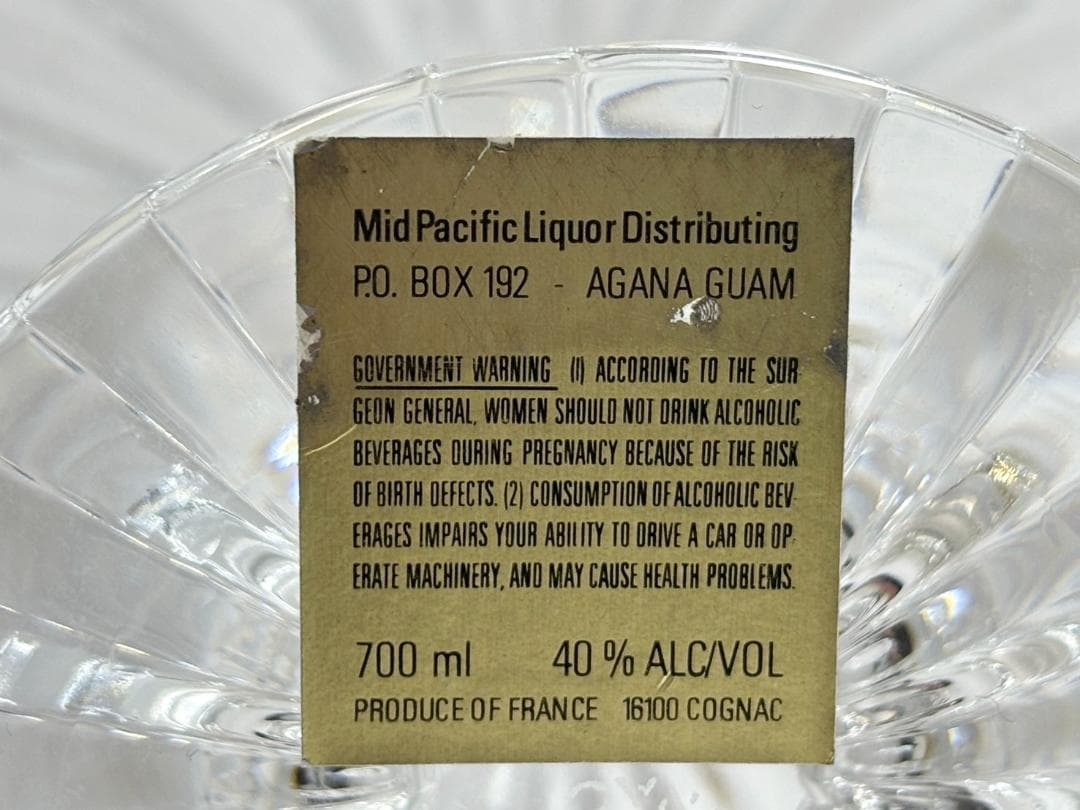 Mid Pacific Liquor Distributing
P.O. BOX 192 - AGANA GUAM
GOVERNMENT WARNING (1) ACCORDING TO THE SUR
GEON GENERAL, WOMEN SHOULD NOT DRINK ALCOHOLIC
BEVERAGES DURING PREGNANCY BECAUSE OF THE RISK
OF BIRTH DEFECTS. (2) CONSUMPTION OF ALCOHOLIC BEV-
ERAGES IMPAIRS YOUR ABILITY TO DRIVE A CAR OR OP-
ERATE MACHINERY, AND MAY CAUSE HEALTH PROBLEMS.
700 ml 40 % ALC/VOL
PRODUCE OF FRANCE 16100 COGNAC